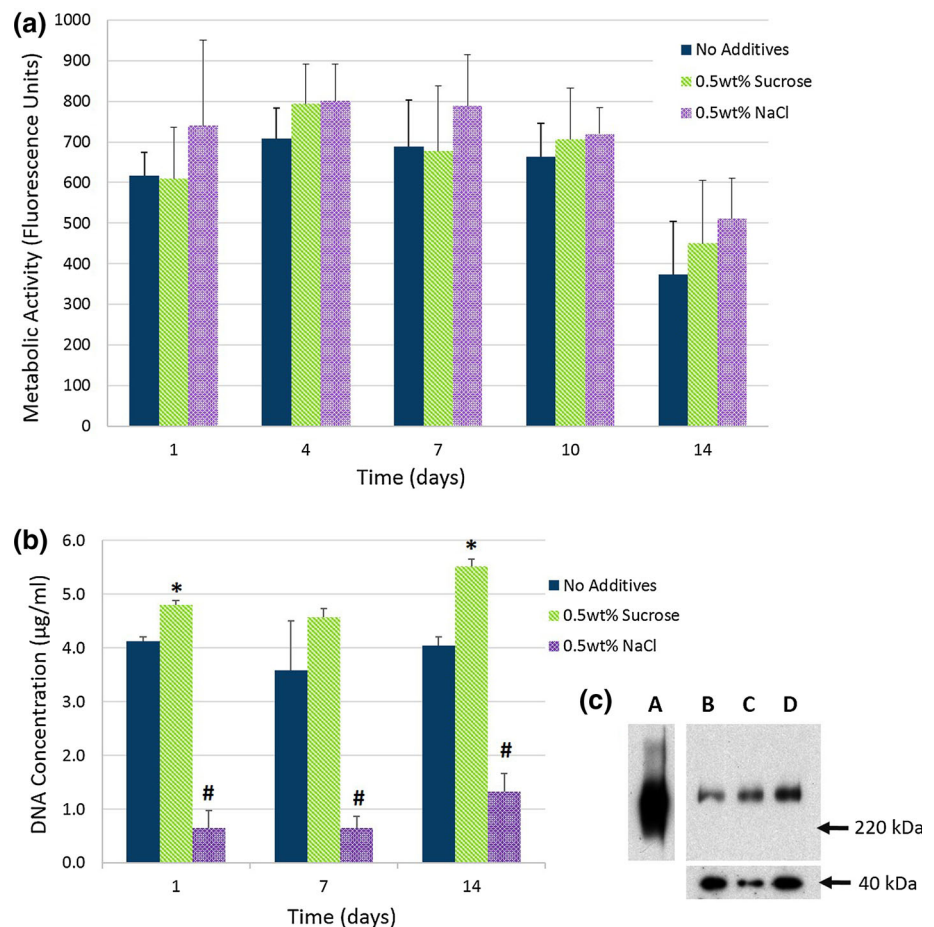 (a)
1000
900
800
700
600
500
400
300
200
100
0
Metabolic Activity (Fluorescence Units)
No Additives
0.5wt% Sucrose
0.5wt% NaCl
1 4 7 10 14
Time (days)
(b)
6.0
5.0
4.0
3.0
2.0
1.0
0.0
DNA Concentration (µg/ml)
* *
# # #
No Additives
0.5wt% Sucrose
0.5wt% NaCl
1 7 14
Time (days)
(c) A B C D
220 kDa
40 kDa